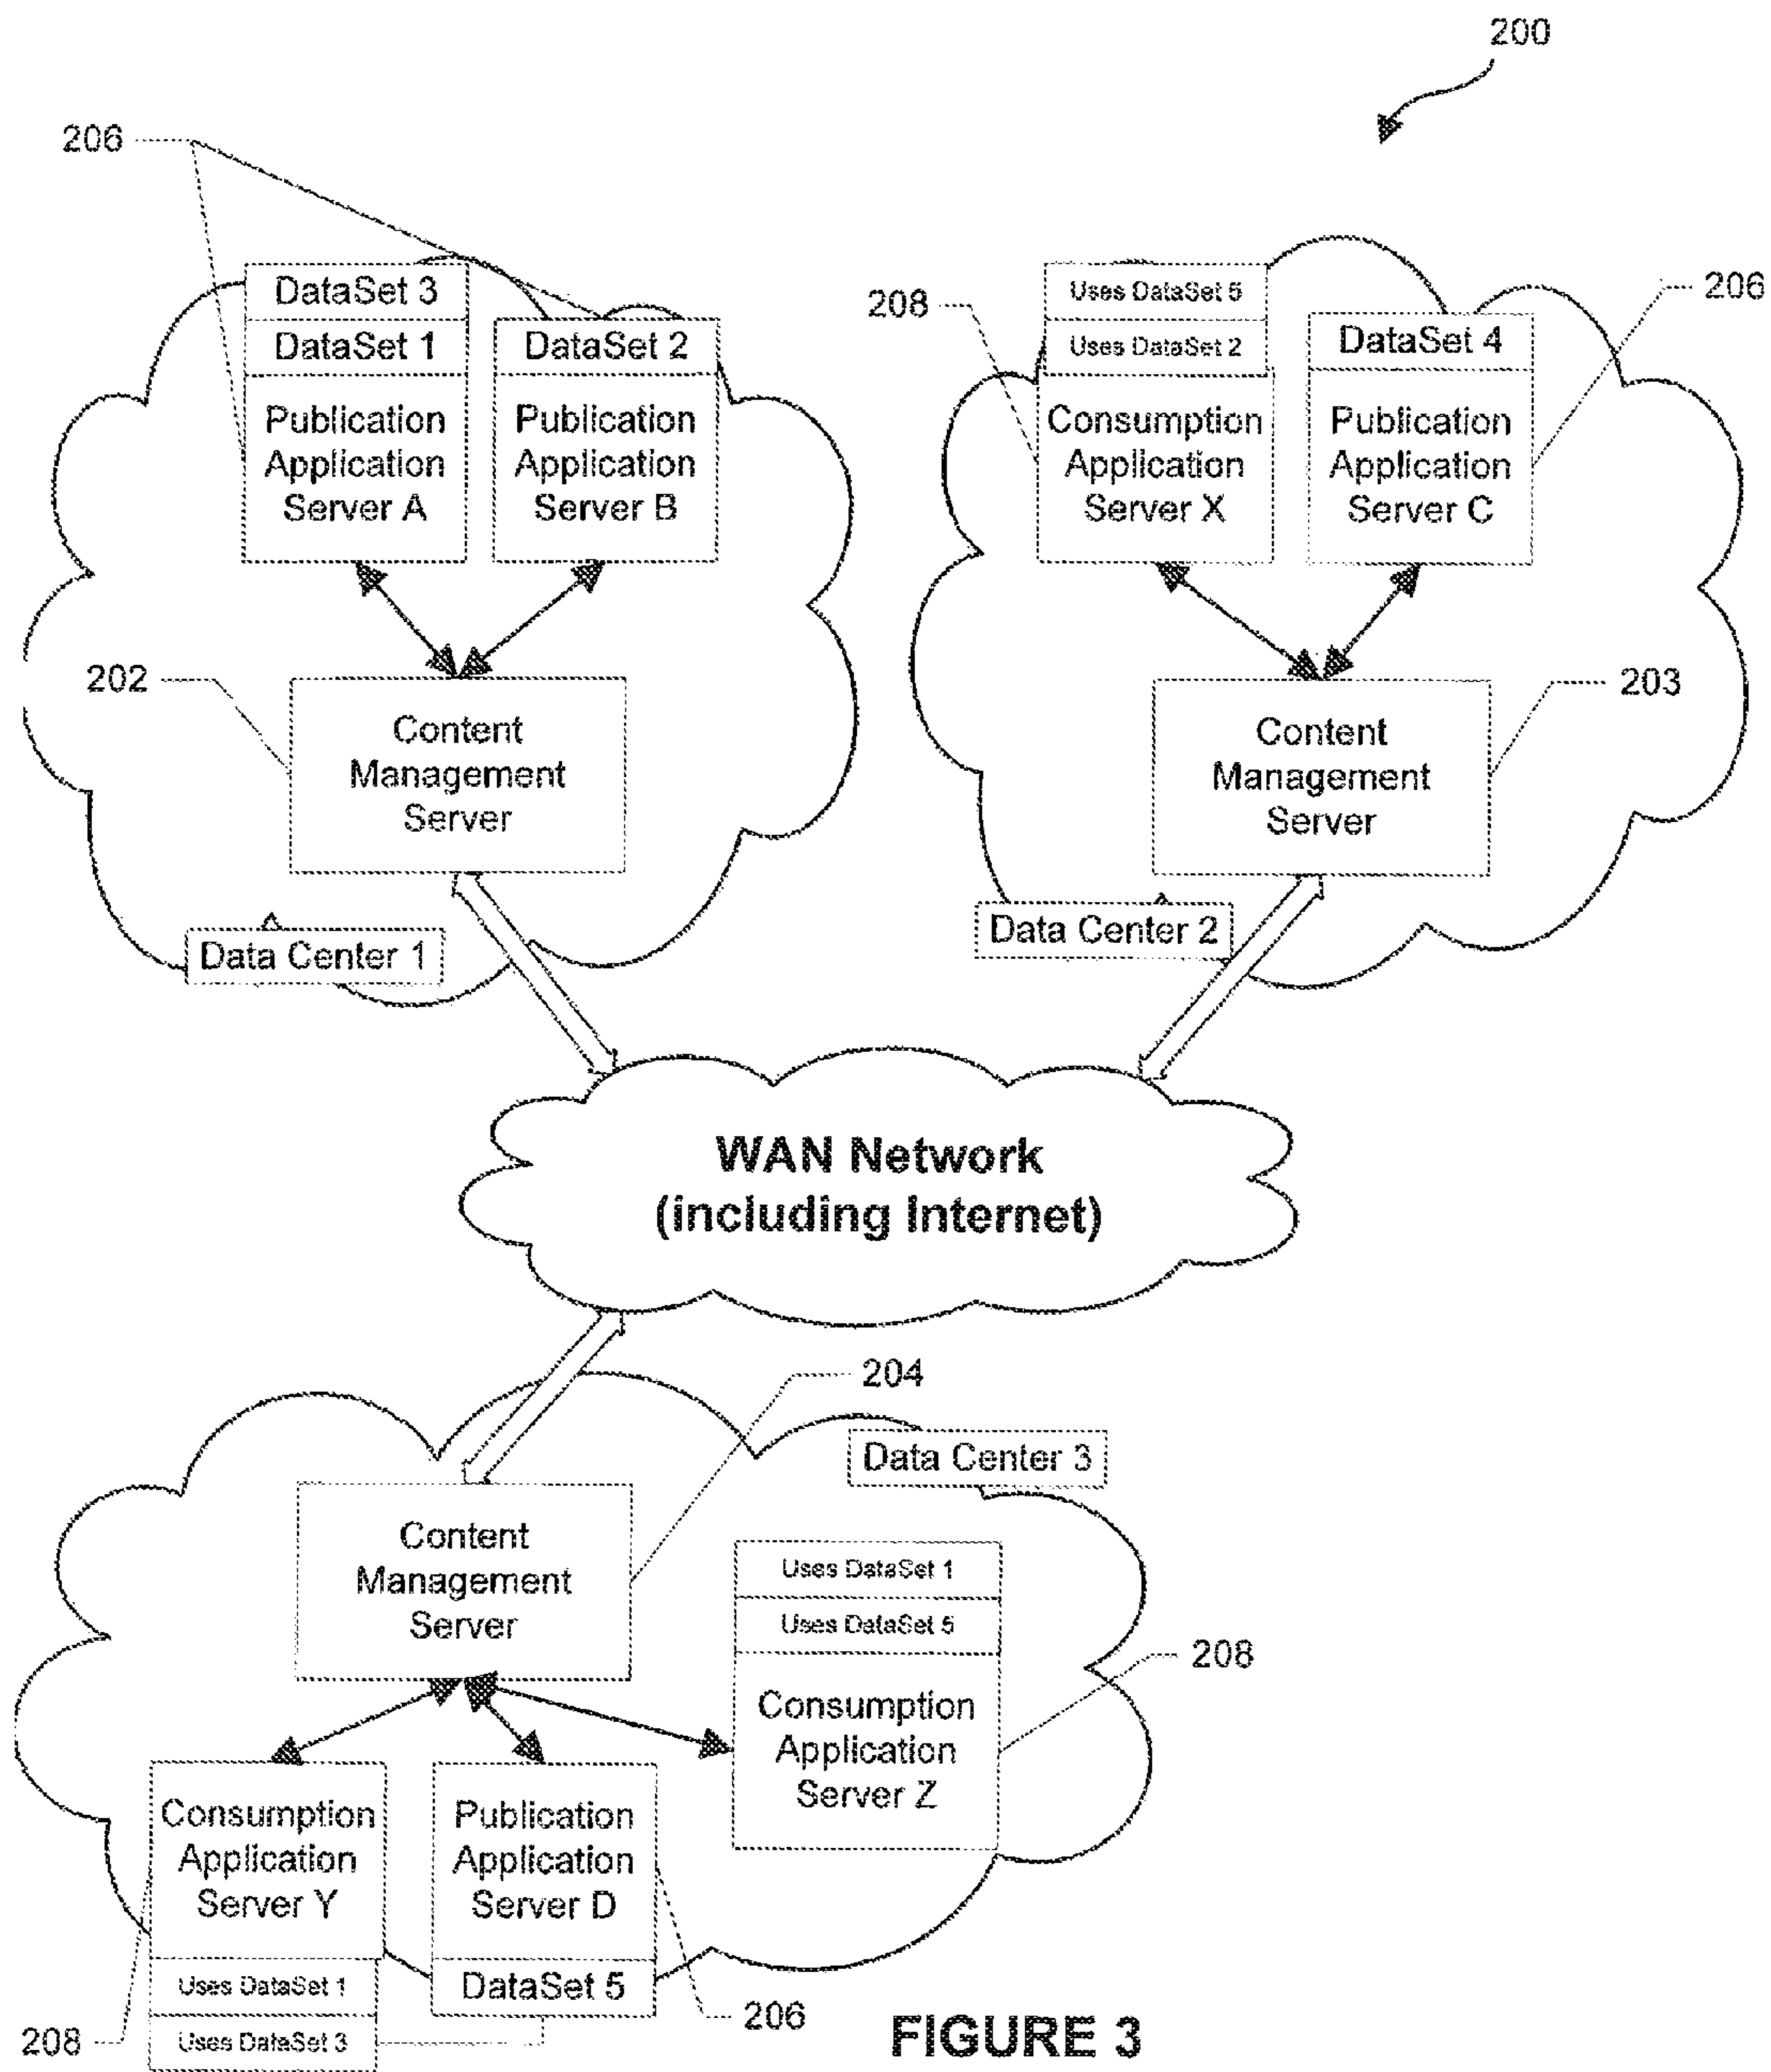 200
206
DataSet 3
DataSet 1
Publication
Application
Server A
DataSet 2
Publication
Application
Server B
202
Content
Management
Server
Data Center 1
208
Uses DataSet 5
Uses DataSet 2
Consumption
Application
Server X
206
DataSet 4
Publication
Application
Server C
203
Content
Management
Server
Data Center 2
WAN Network
(including Internet)
204
Data Center 3
Content
Management
Server
Uses DataSet 1
Uses DataSet 5
Consumption
Application
Server Z
208
Consumption
Application
Server Y
Uses DataSet 1
Uses DataSet 3
208
Publication
Application
Server D
DataSet 5
206
FIGURE 3